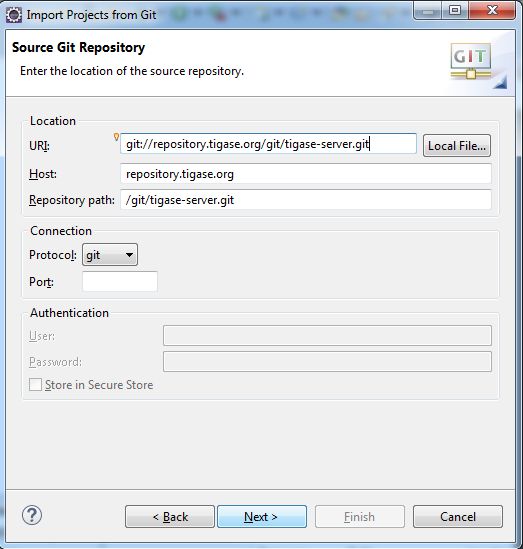 Import Projects from Git
Source Git Repository
Enter the location of the source repository.
GIT
Location
URI:
git://repository.tigase.org/git/tigase-server.git
Local File...
Host:
repository.tigase.org
Repository path:
/git/tigase-server.git
Connection
Protocol:
git
Port:
Authentication
User:
Password:
Store in Secure Store
?
< Back
Next >
Finish
Cancel